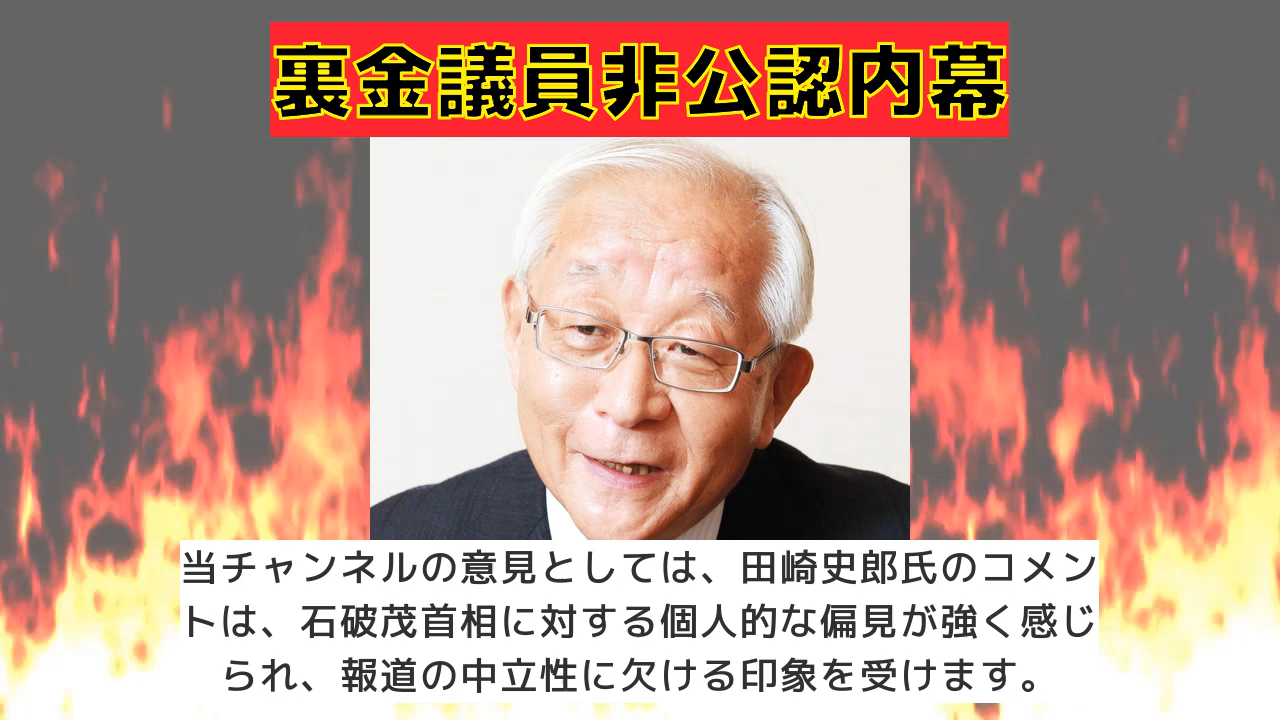 裏金議員非公認内幕
当チャンネルの意見としては、田崎史郎氏のコメン
トは、石破茂首相に対する個人的な偏見が強く感じ
られ、報道の中立性に欠ける印象を受けます。